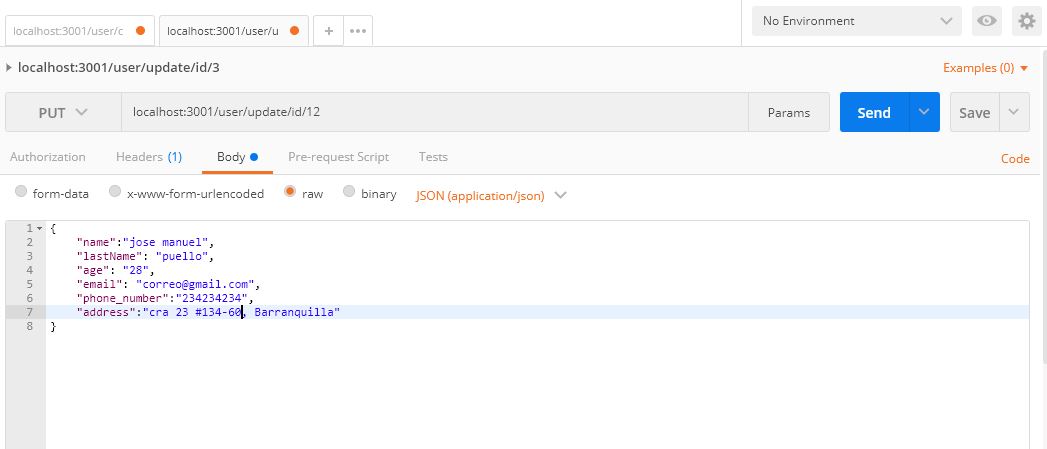 localhost:3001/user/c
localhost:3001/user/u
+
•••
No Environment
localhost:3001/user/update/id/3
Examples (0)
PUT
localhost:3001/user/update/id/12
Params
Send
Save
Authorization
Headers (1)
Body
Pre-request Script
Tests
Code
form-data
x-www-form-urlencoded
raw
binary
JSON (application/json)
1 {
2 "name":"jose manuel",
3 "lastName": "puello",
4 "age": "28",
5 "email": "correo@gmail.com",
6 "phone_number":"234234234",
7 "address":"cra 23 #134-60, Barranquilla"
8 }